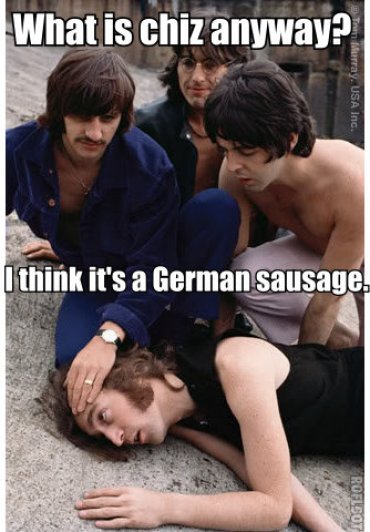 What is chiz anyway?
I think it's a German sausage.
© Tom Murray, USA Inc.
ROFLBOT